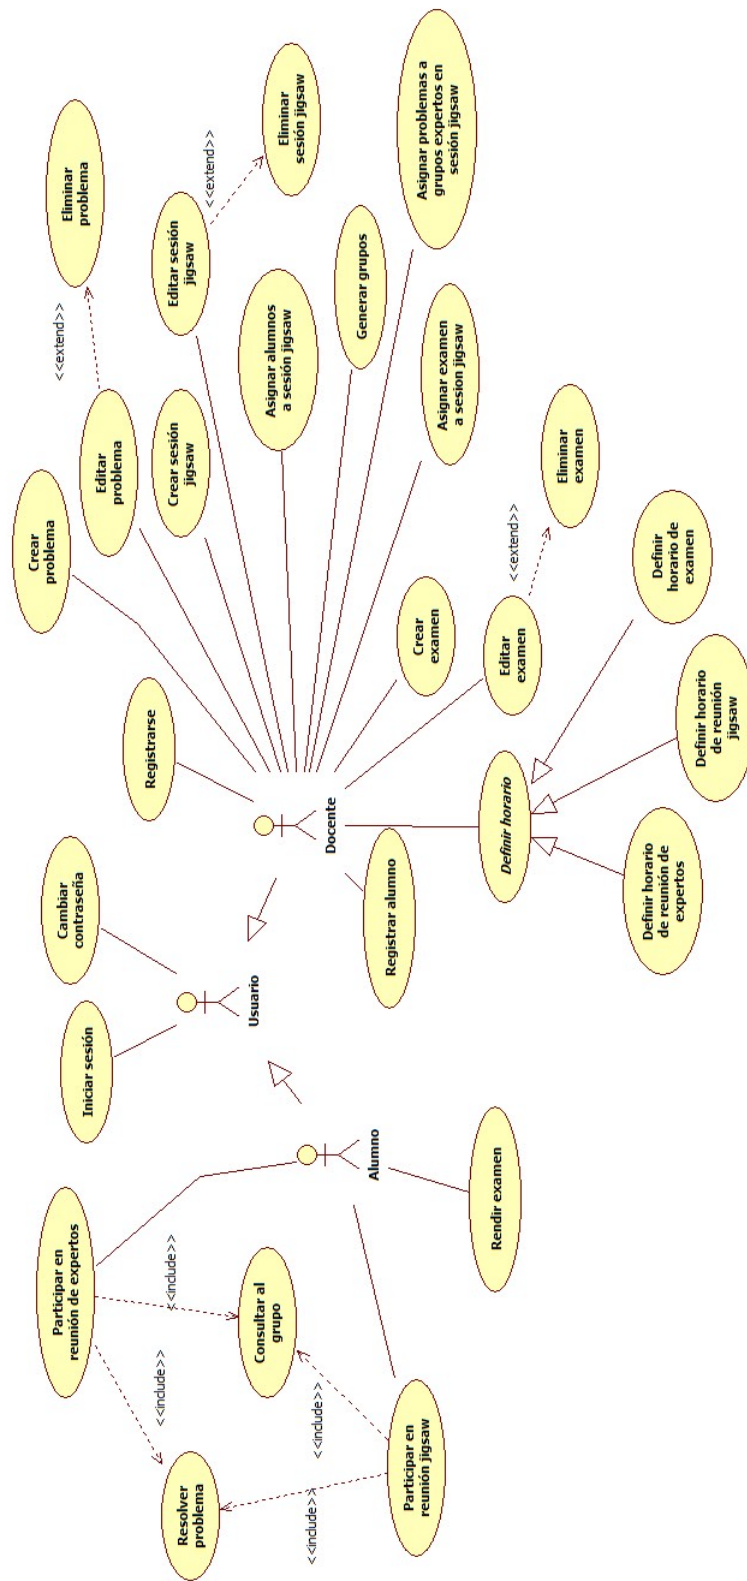 Participar en
reunión de expertos
<<include>>
<<include>>
Resolver
problema
Consultar al
grupo
<<include>>
<<include>>
Participar en
reunión jigsaw
Rendir examen
Alumno
Iniciar sesión
Cambiar
contraseña
Usuario
Registrarse
Docente
Registrar alumno
Crear
problema
Editar
problema
<<extend>>
Eliminar
problema
Crear sesión
jigsaw
Editar sesión
jigsaw
<<extend>>
Eliminar
sesión jigsaw
Asignar alumnos
a sesión jigsaw
Generar grupos
Asignar problemas a
grupos expertos en
sesión jigsaw
Asignar examen
a sesion jigsaw
Crear
examen
Editar
examen
<<extend>>
Eliminar
examen
Definir horario
Definir horario
de reunión de
expertos
Definir horario
de reunión
jigsaw
Definir
horario de
examen